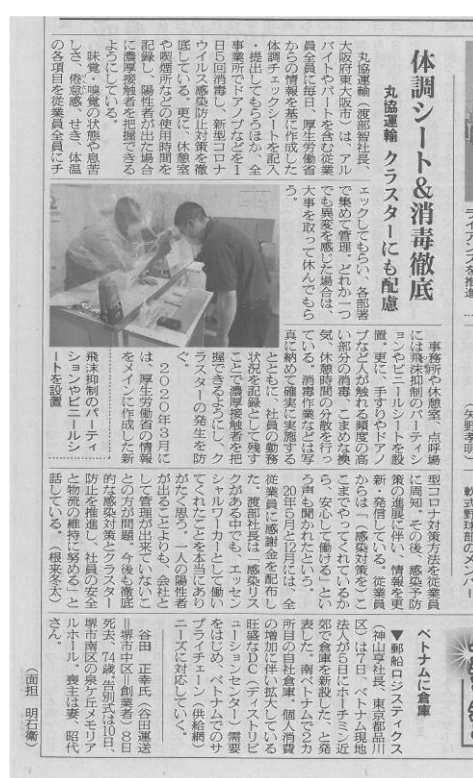 体調シート&消毒徹底
丸協運輸 クラスターにも配慮
丸協運輸(渡部智社長、
大阪府東大阪市)は、アル
バイトやパートを含む従業
員全員に毎日、厚生労働省
からの情報を基に作成した
体調チェックシートを記入
・提出してもらうほか、全
事業所でドアノブなどを1
日5回消毒し、新型コロナ
ウイルス感染防止対策を徹
底している。更に、休憩室
や喫煙所などの使用時間を
記録し、陽性者が出た場合
に濃厚接触者を把握できる
ようにしている。
味覚・嗅覚の状態や息苦
しさ、倦怠感、せき、体温
の各項目を従業員全員にチ
ェックしてもらい、各部署
で集めて管理。どれか一つ
でも異変を感じた場合は、
大事を取って休んでもら
う。
事務所や休憩室、点呼場
には飛沫抑制のパーティシ
ョンやビニールシートを設
置。更に、手すりやドアノ
ブなど人が触れる頻度の高
い部分の消毒、こまめな換
気、休憩時間の分散を行っ
ている。消毒作業などは写
真に納めて確実に実施する
とともに、社員の勤務
状況を記録として残す
ことで濃厚接触者を把
握できるようにし、ク
ラスターの発生を防
ぐ。
2020年3月に
は、厚生労働省の情報
をメインに作成した新
飛沫抑制のパーティ
ションやビニールシ
ートを設置
型コロナ対策方法を従業員
に周知。その後、感染予防
策の進展に伴い、情報を更
新・発信している。従業員
からは「(感染対策を)こ
こまでやってくれているか
ら、安心して働ける」とい
う声も聞かれたという。
20年5月と12月には、全
従業員に感謝金を配布し
た。渡部社長は「感染リス
クがある中でも、エッセン
シャルワーカーとして働い
てくれたことを本当にあり
がたく思う。一人の陽性者
が出ることよりも、会社と
して管理が出来ていないこ
との方が問題。今後も徹底
的な感染対策とクラスター
防止を推進し、社員の安全
と物流の維持に努める」と
話している。(根来冬太)
ライアンスを推進
(矢野孝明)
軟式野球部のメンバー
ベトナムに倉庫
▼郵船ロジスティクス
(神山亨社長、東京都品川
区)は7日、ベトナム現地
法人が5日にホーチミン近
郊で倉庫を新設した、と発
表した。南ベトナムで2カ
所目の自社倉庫。個人消費
の増加に伴い拡大している
旺盛なDC(ディストリビ
ューションセンター)需要
をはじめ、ベトナムでのサ
プライチェーン(供給網)
ニーズに対応していく。
谷田 正幸氏(谷田運送
=堺市中区=創業者)8日
死去、74歳。告別式は10日、
堺市南区の泉ケ丘メモリア
ルホール。喪主は妻、昭代
さん。
(面担 明石衛)